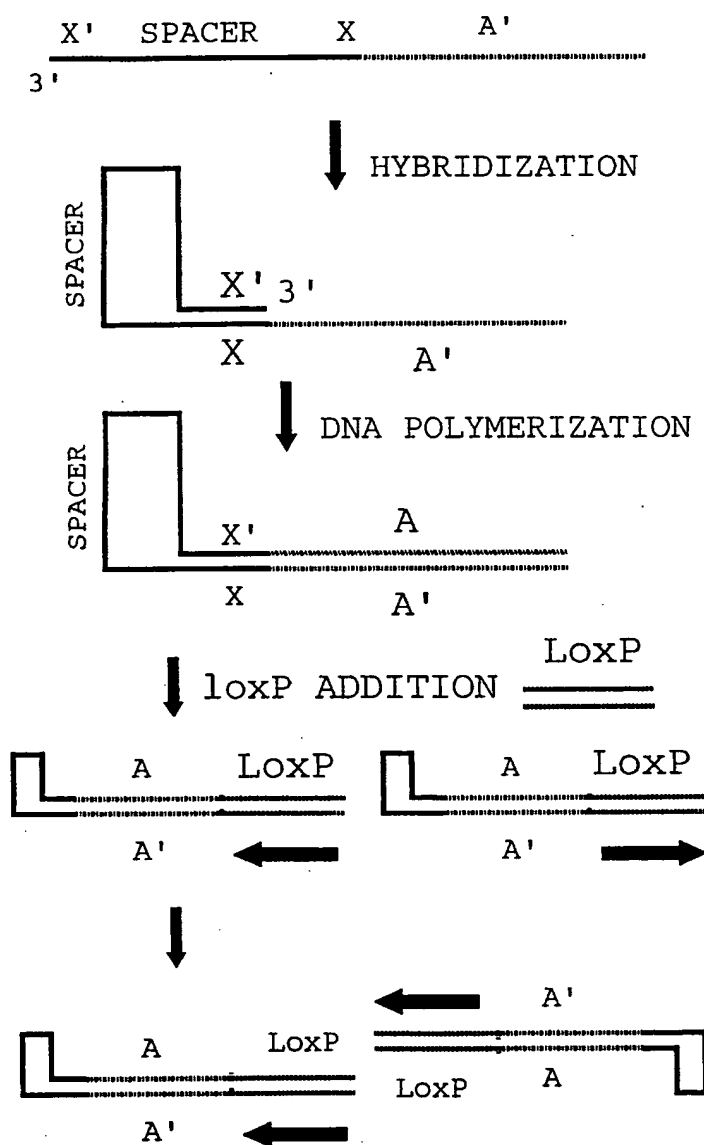 X' SPACER X A'
3'
HYBRIDIZATION
SPACER
X' 3'
X A'
DNA POLYMERIZATION
SPACER
X' A
X A'
LoxP
loxP ADDITION
A LoxP A LoxP
A' A'
A'
A LoxP
LoxP A
A'